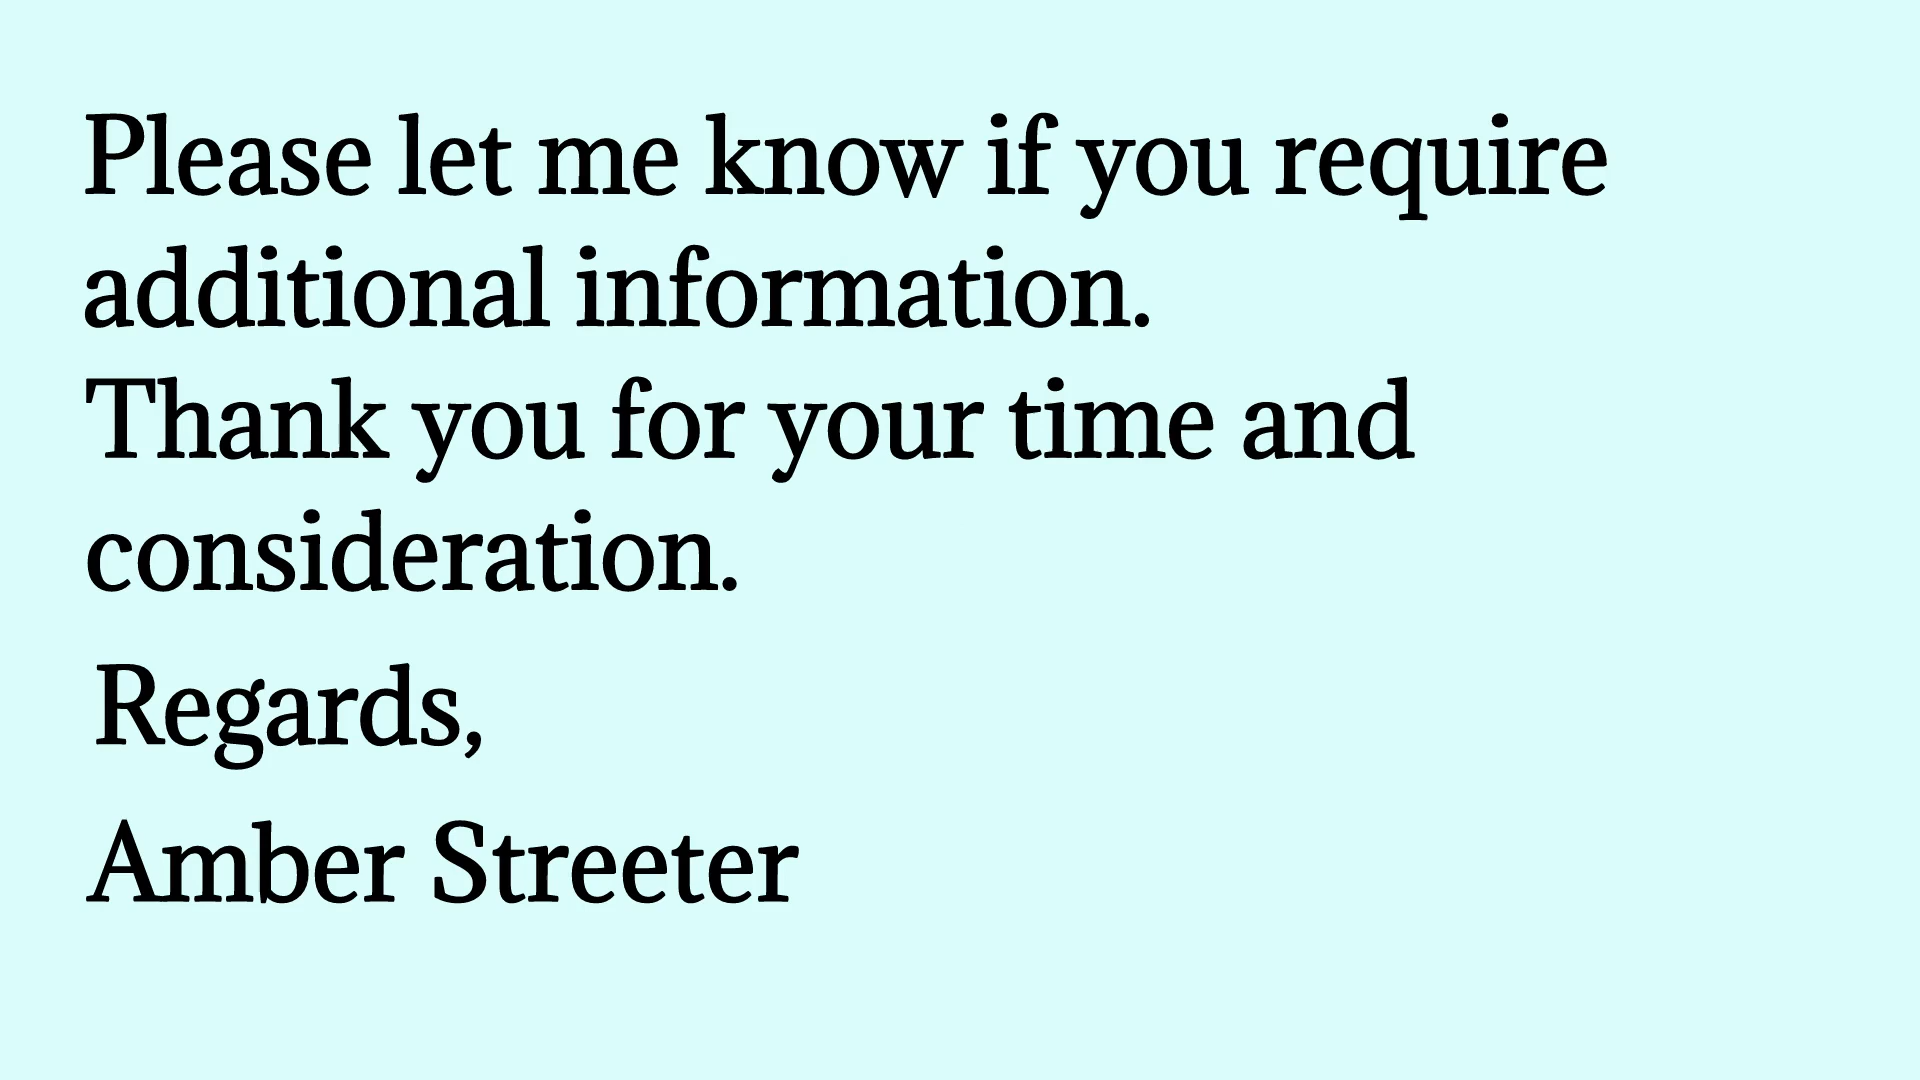 Please let me know if you require
additional information.
Thank you for your time and
consideration.
Regards,
Amber Streeter